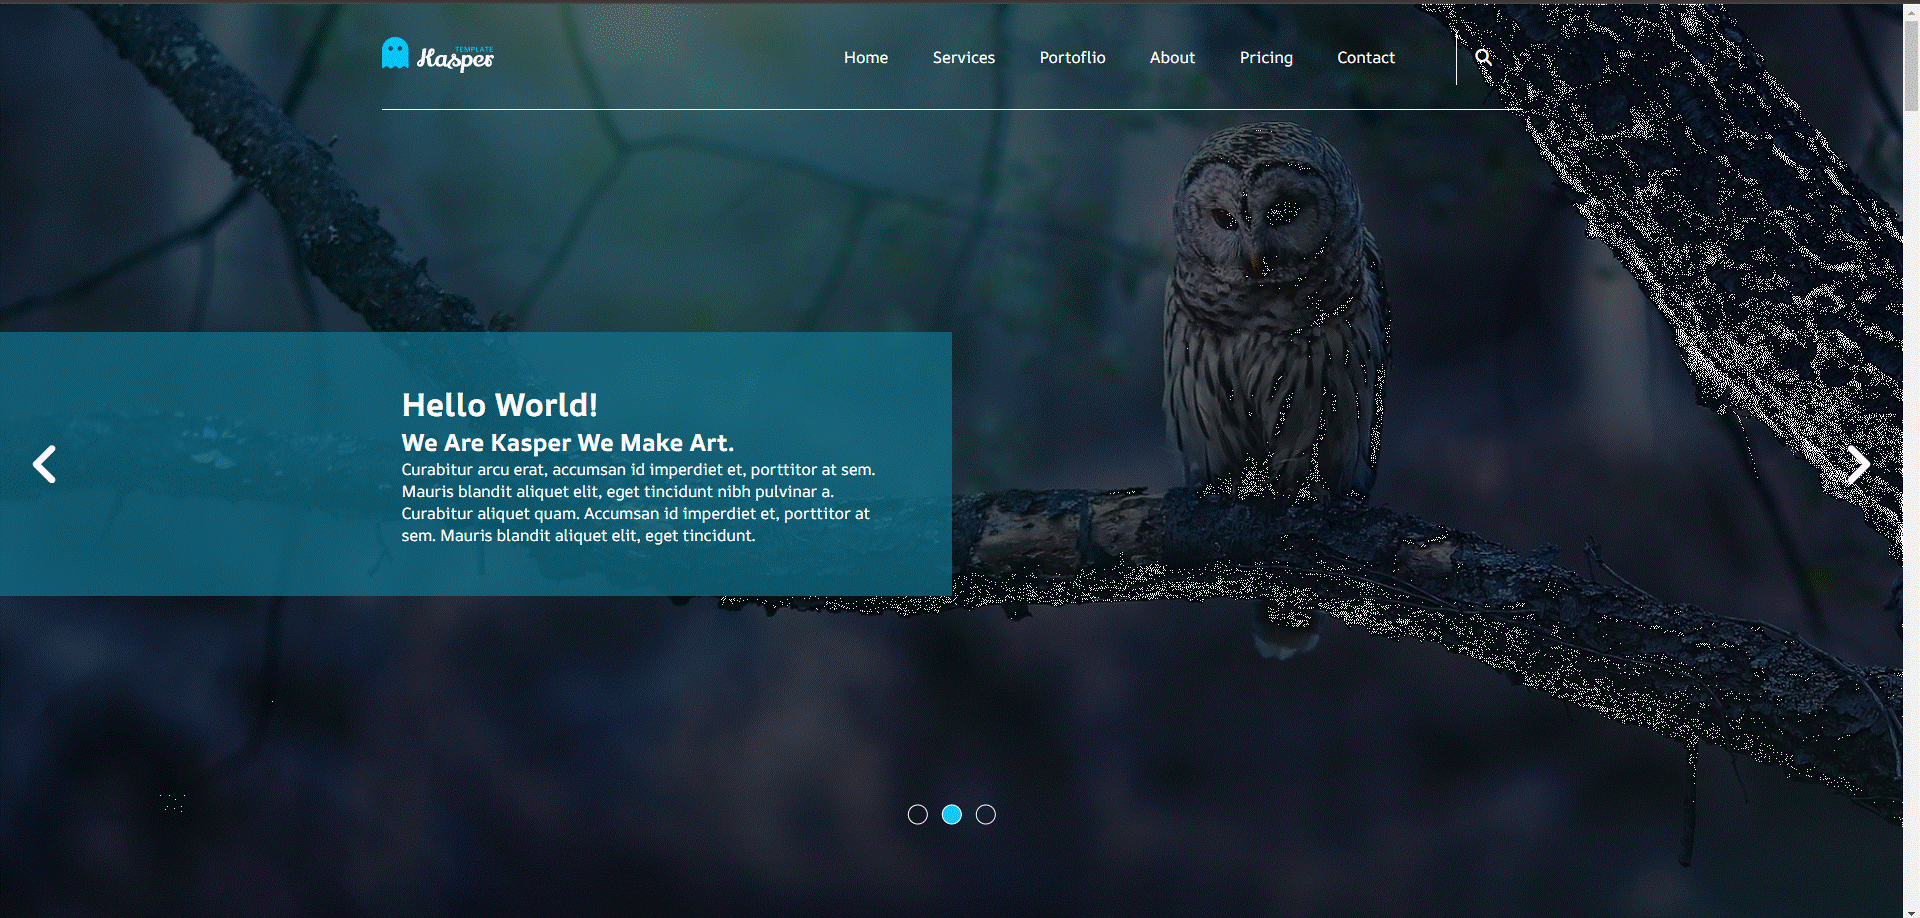 TEMPLATE
Kasper
Home Services Portoflio About Pricing Contact
Hello World!
We Are Kasper We Make Art.
Curabitur arcu erat, accumsan id imperdiet et, porttitor at sem.
Mauris blandit aliquet elit, eget tincidunt nibh pulvinar a.
Curabitur aliquet quam. Accumsan id imperdiet et, porttitor at
sem. Mauris blandit aliquet elit, eget tincidunt.